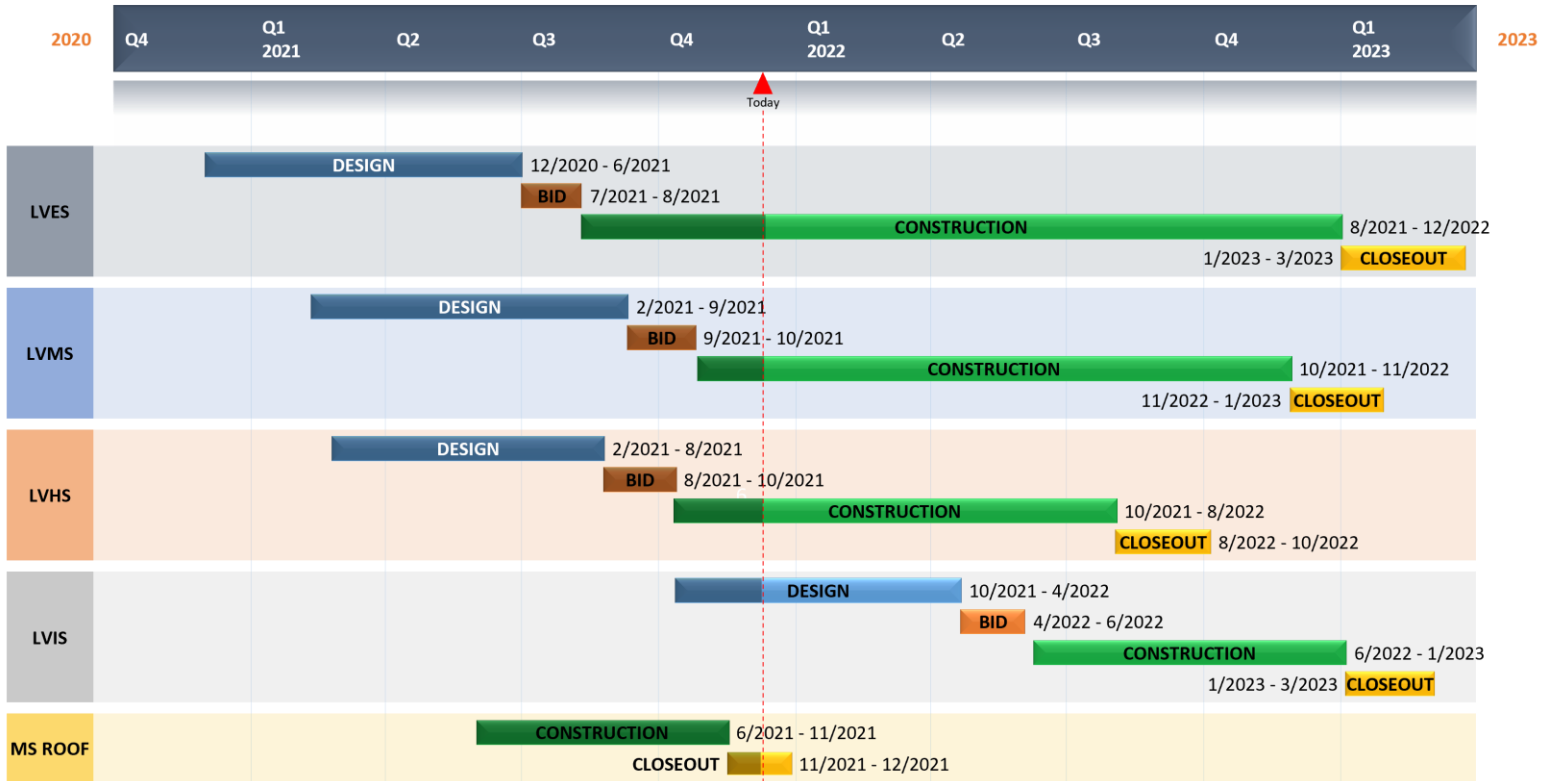 2020
Q4
Q1
2021
Q2
Q3
Q4
Q1
2022
Q2
Q3
Q4
Q1
2023
2023
Today
LVES
DESIGN 12/2020 - 6/2021
BID 7/2021 - 8/2021
CONSTRUCTION 8/2021 - 12/2022
1/2023 - 3/2023 CLOSEOUT
LVMS
DESIGN 2/2021 - 9/2021
BID 9/2021 - 10/2021
CONSTRUCTION 10/2021 - 11/2022
11/2022 - 1/2023 CLOSEOUT
LVHS
DESIGN 2/2021 - 8/2021
BID 8/2021 - 10/2021
CONSTRUCTION 10/2021 - 8/2022
CLOSEOUT 8/2022 - 10/2022
LVIS
DESIGN 10/2021 - 4/2022
BID 4/2022 - 6/2022
CONSTRUCTION 6/2022 - 1/2023
1/2023 - 3/2023 CLOSEOUT
MS ROOF
CONSTRUCTION 6/2021 - 11/2021
CLOSEOUT 11/2021 - 12/2021